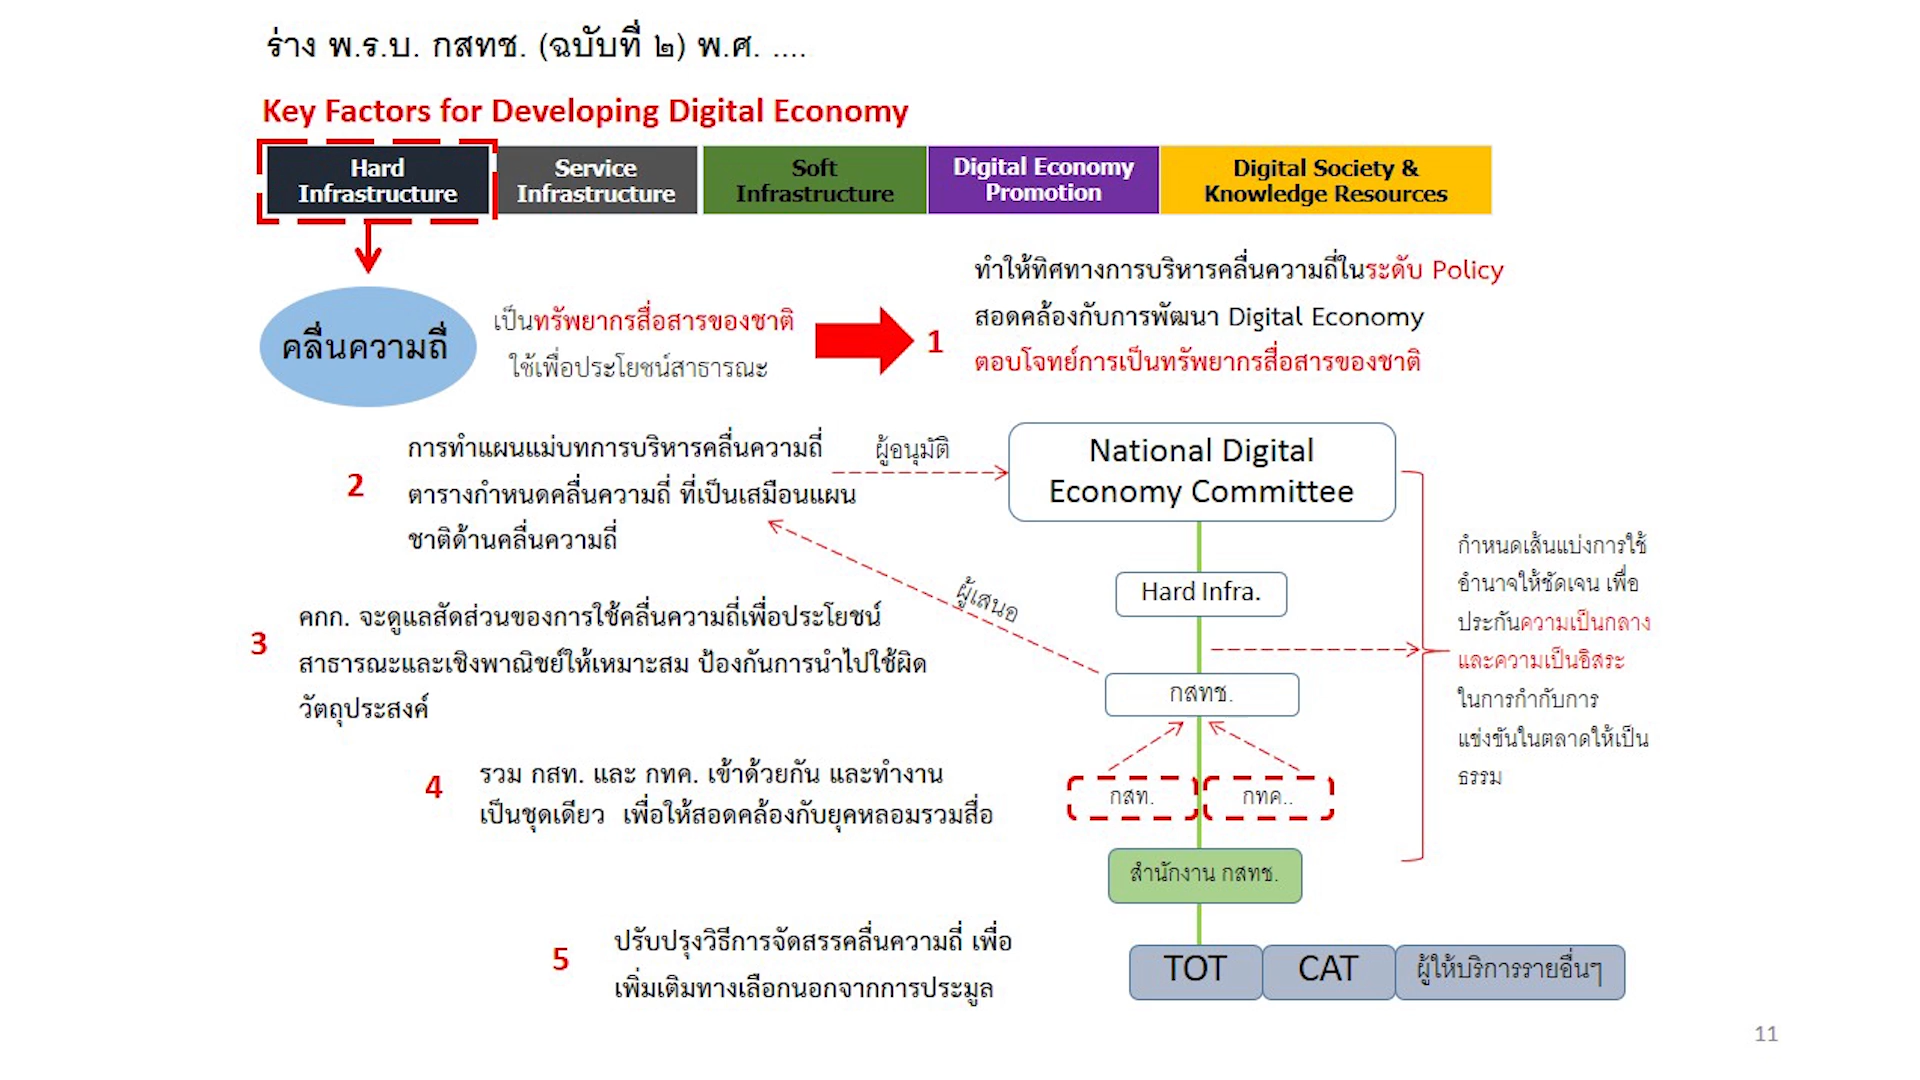 ร่าง พ.ร.บ. กสทช. (ฉบับที่ ๒) พ.ศ. ....
Key Factors for Developing Digital Economy
Hard
Infrastructure
Service
Infrastructure
Soft
Infrastructure
Digital Economy
Promotion
Digital Society &
Knowledge Resources
คลื่นความถี่
เป็นทรัพยากรสื่อสารของชาติ
ใช้เพื่อประโยชน์สาธารณะ
1
ทำให้ทิศทางการบริหารคลื่นความถี่ในระดับ Policy
สอดคล้องกับการพัฒนา Digital Economy
ตอบโจทย์การเป็นทรัพยากรสื่อสารของชาติ
2
การทำแผนแม่บทการบริหารคลื่นความถี่
ตารางกำหนดคลื่นความถี่ ที่เป็นเสมือนแผน
ชาติด้านคลื่นความถี่
ผู้อนุมัติ
National Digital
Economy Committee
Hard Infra.
ผู้เสนอ
กสทช.
กำหนดเส้นแบ่งการใช้
อำนาจให้ชัดเจน เพื่อ
ประกันความเป็นกลาง
และความเป็นอิสระ
ในการกำกับการ
แข่งขันในตลาดให้เป็น
ธรรม
3
คกก. จะดูแลสัดส่วนของการใช้คลื่นความถี่เพื่อประโยชน์
สาธารณะและเชิงพาณิชย์ให้เหมาะสม ป้องกันการนำไปใช้ผิด
วัตถุประสงค์
4
รวม กสท. และ กทค. เข้าด้วยกัน และทำงาน
เป็นชุดเดียว เพื่อให้สอดคล้องกับยุคหลอมรวมสื่อ
กสท.
กทค..
สำนักงาน กสทช.
5
ปรับปรุงวิธีการจัดสรรคลื่นความถี่ เพื่อ
เพิ่มเติมทางเลือกนอกจากการประมูล
TOT
CAT
ผู้ให้บริการรายอื่นๆ
11